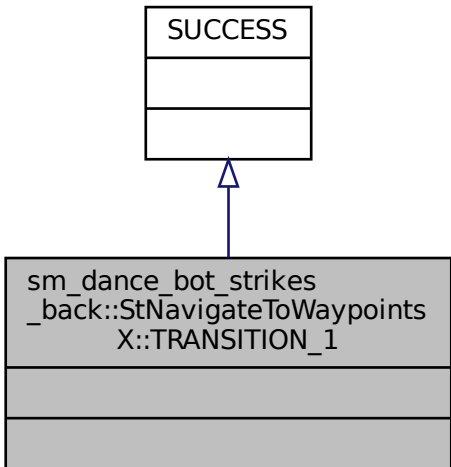 SUCCESS
sm_dance_bot_strikes
_back::StNavigateToWaypoints
X::TRANSITION_1